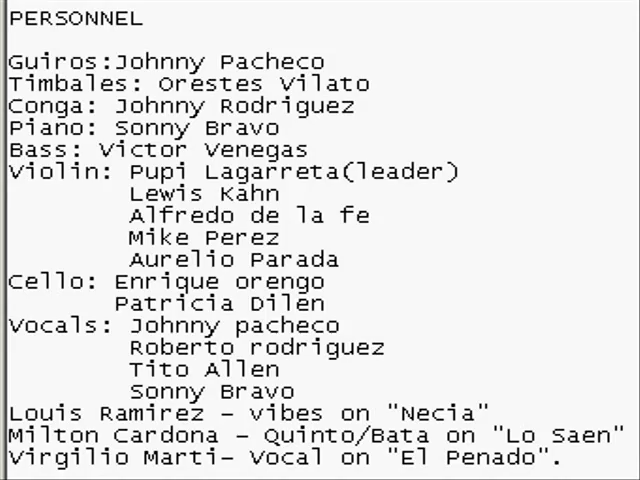 PERSONNEL
Guiros:Johnny Pacheco
Timbales: Orestes Vilato
Conga: Johnny Rodriguez
Piano: Sonny Bravo
Bass: Victor Venegas
Violin: Pupi Lagarreta(leader)
Lewis Kahn
Alfredo de la fe
Mike Perez
Aurelio Parada
Cello: Enrique orengo
Patricia Dilen
Vocals: Johnny pacheco
Roberto rodriguez
Tito Allen
Sonny Bravo
Louis Ramirez - vibes on "Necia"
Milton Cardona - Quinto/Bata on "Lo Saen"
Virgilio Marti- Vocal on "El Penado".